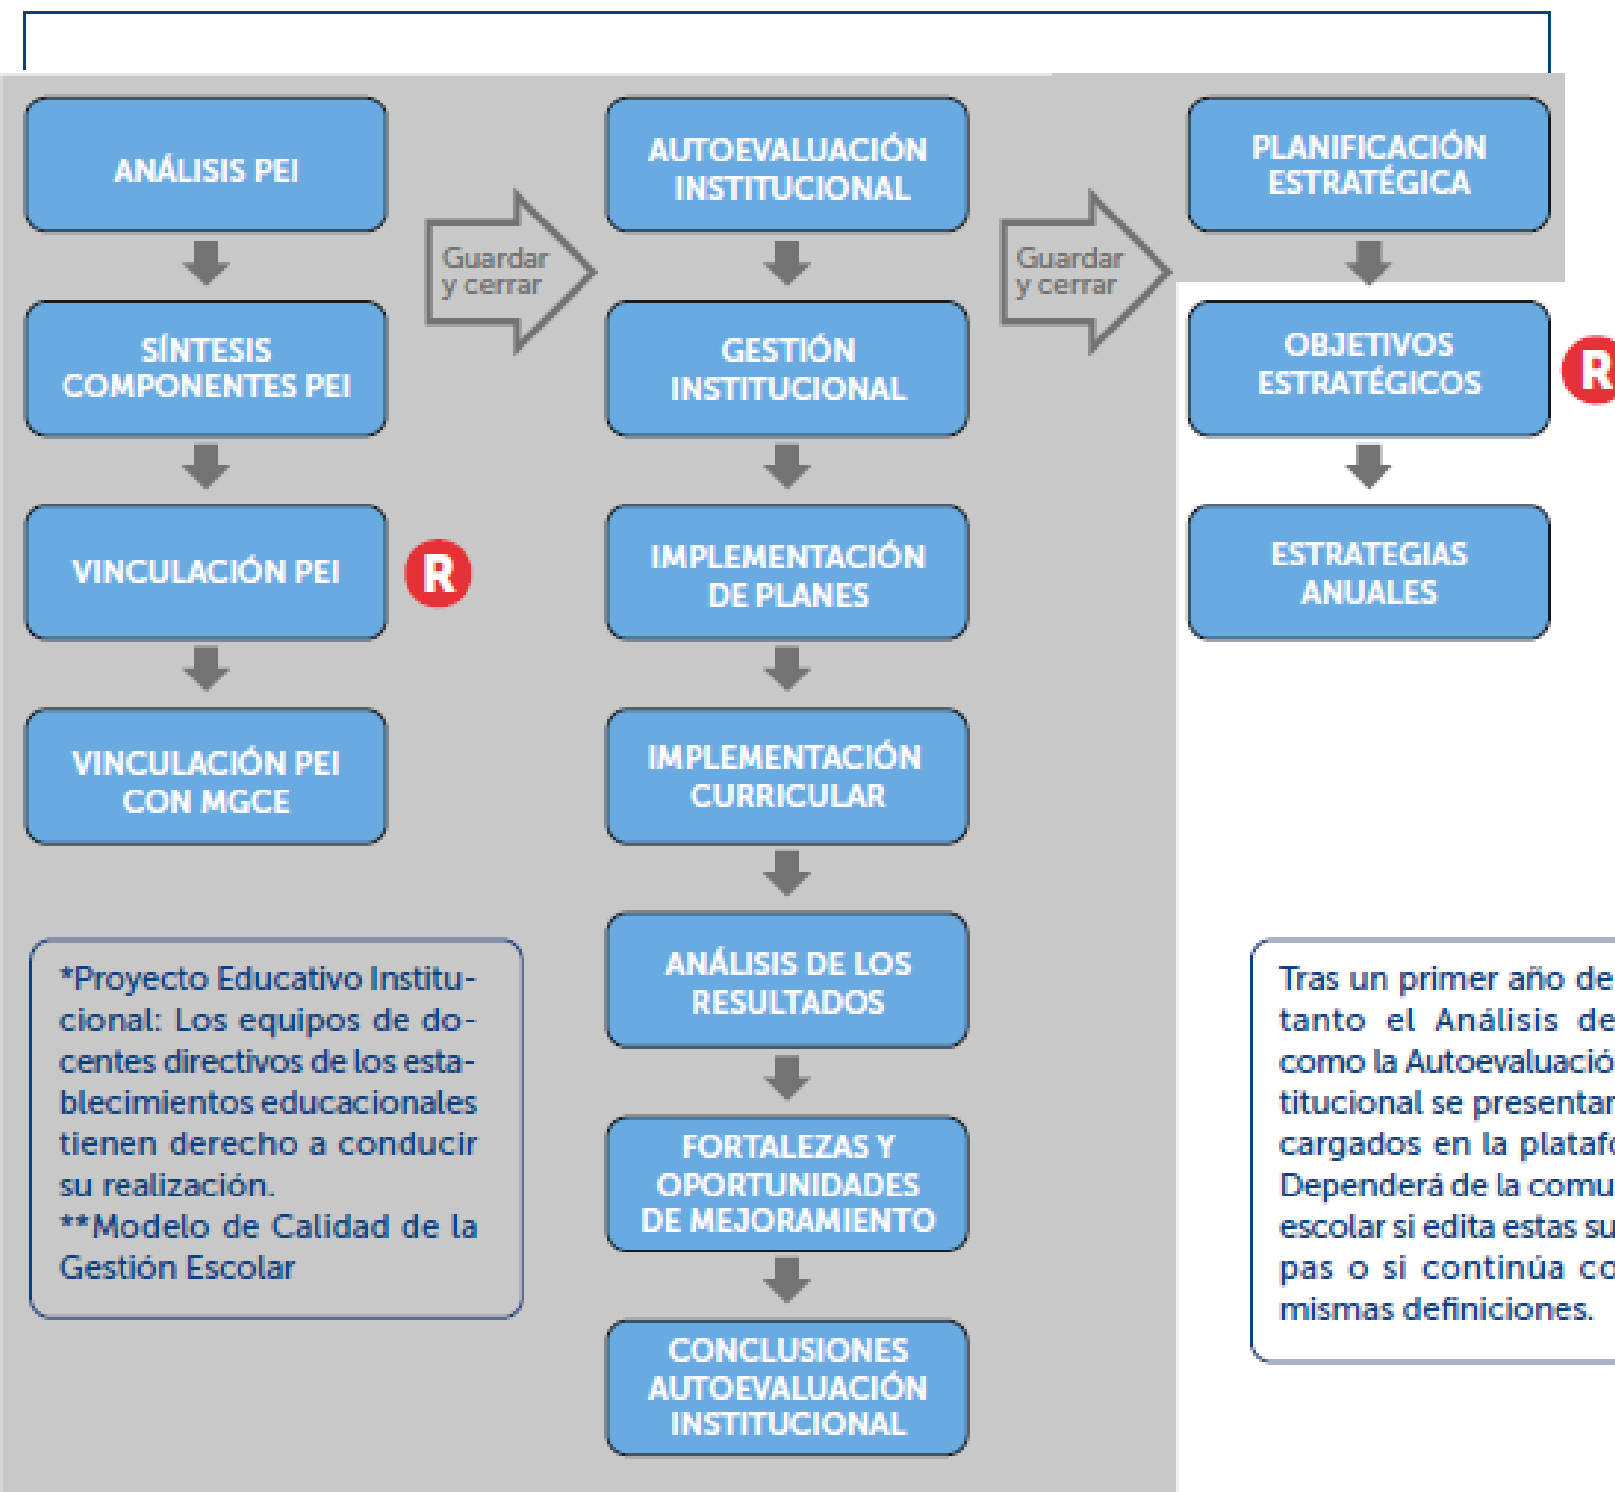 ANÁLISIS PEI
SÍNTESIS
COMPONENTES PEI
VINCULACIÓN PEI
R
VINCULACIÓN PEI
CON MGCE
*Proyecto Educativo Institu-
cional: Los equipos de do-
centes directivos de los esta-
blecimientos educacionales
tienen derecho a conducir
su realización.
**Modelo de Calidad de la
Gestión Escolar
Guardar
y cerrar
AUTOEVALUACIÓN
INSTITUCIONAL
GESTIÓN
INSTITUCIONAL
IMPLEMENTACIÓN
DE PLANES
IMPLEMENTACIÓN
CURRICULAR
ANÁLISIS DE LOS
RESULTADOS
FORTALEZAS Y
OPORTUNIDADES
DE MEJORAMIENTO
CONCLUSIONES
AUTOEVALUACIÓN
INSTITUCIONAL
Guardar
y cerrar
PLANIFICACIÓN
ESTRATÉGICA
OBJETIVOS
ESTRATÉGICOS
R
ESTRATEGIAS
ANUALES
Tras un primer año de
tanto el Análisis de
como la Autoevaluació
titucional se presentar
cargados en la platafo
Dependerá de la comu
escolar si edita estas su
pas o si continúa co
mismas definiciones.